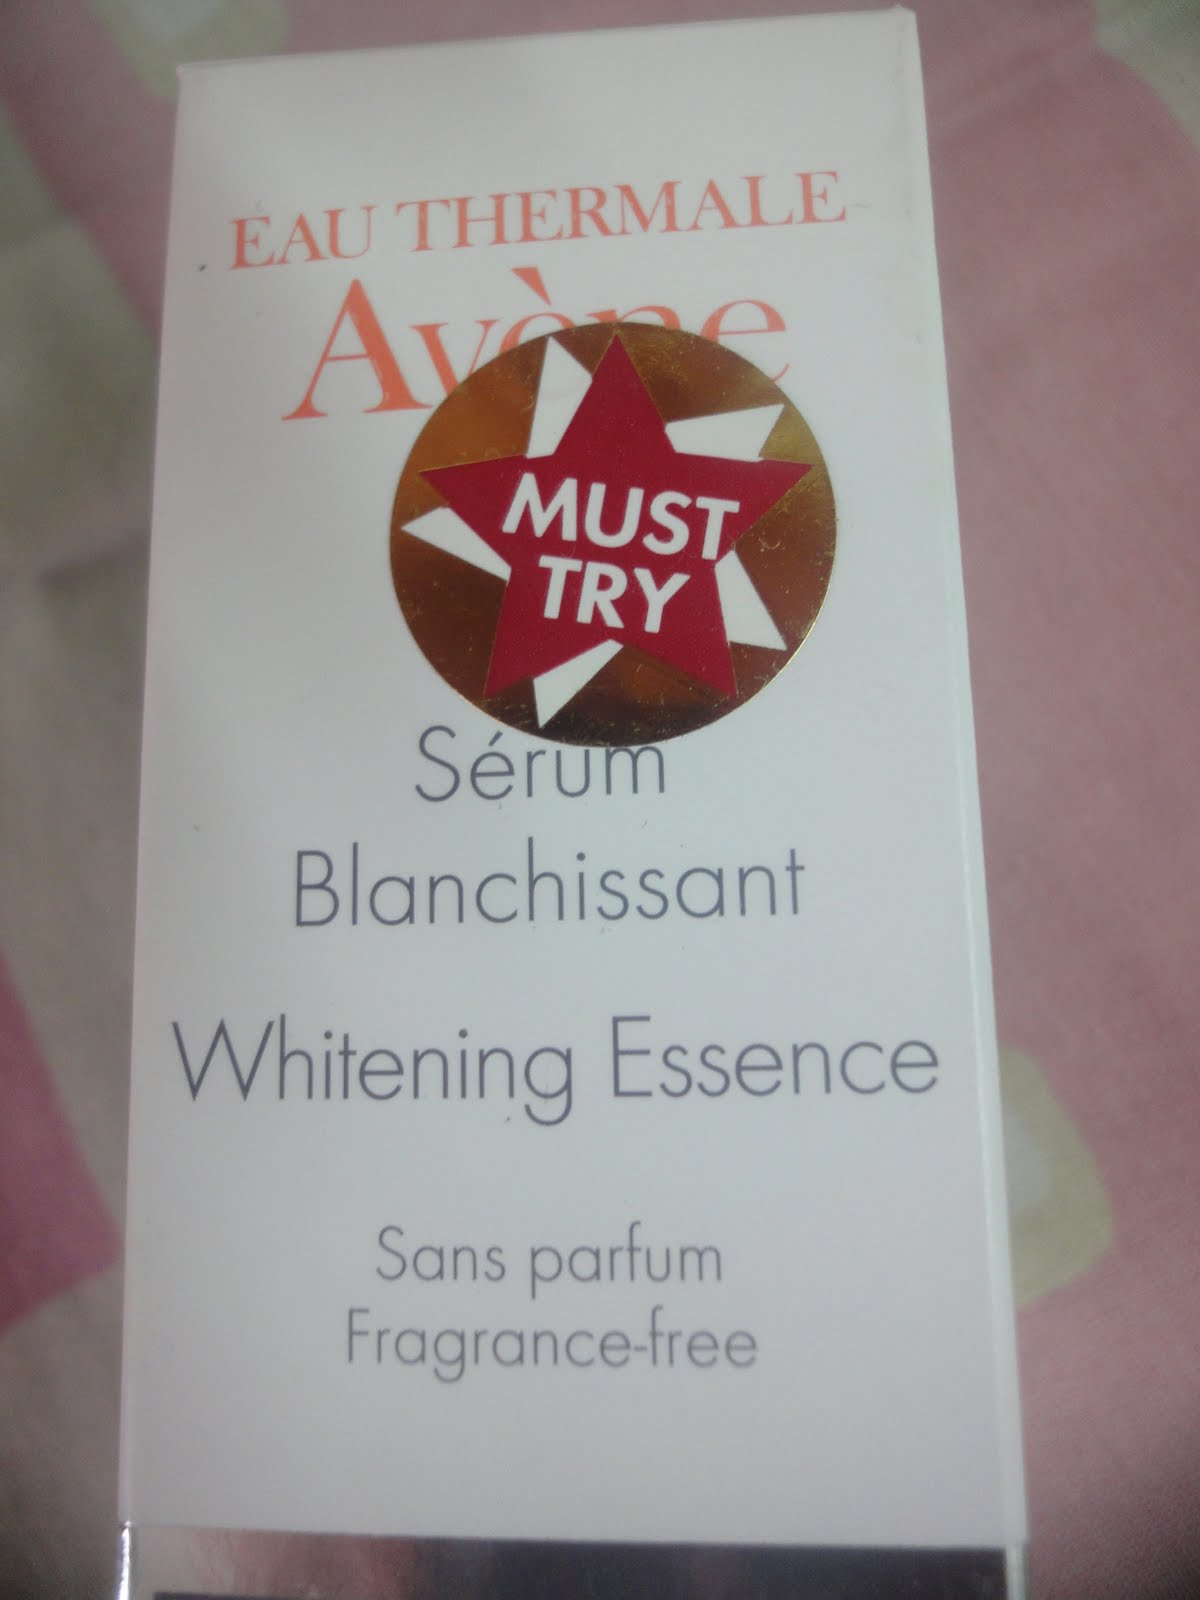 EAU THERMALE
Avène
MUST
TRY
Sérum
Blanchissant
Whitening Essence
Sans parfum
Fragrance-free